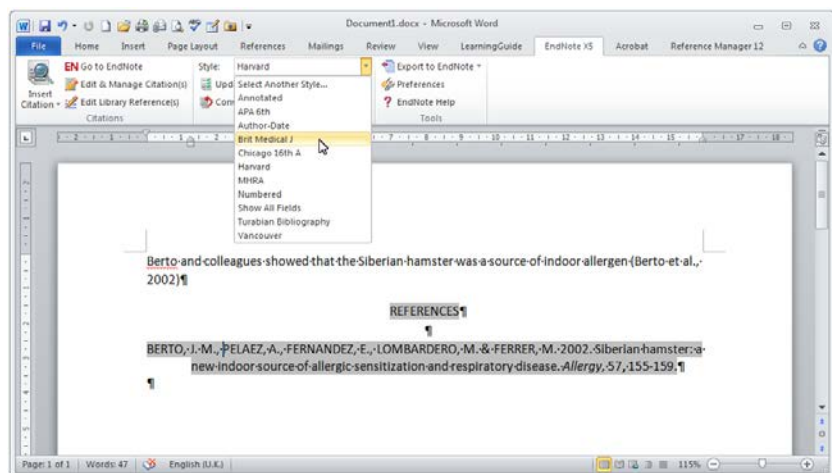 Document1.docx - Microsoft Word
File Home Insert Page Layout References Mailings Review View LearningGuide EndNote X5 Acrobat Reference Manager 12
EN Go to EndNote Style: Harvard Export to EndNote
Edit & Manage Citation(s) Upd Select Another Style... Preferences
Insert Citation Edit Library Reference(s) Con Annotated EndNote Help
APA 6th
Citations Tools
Author-Date
Brit Medical J
Chicago 16th A
Harvard
MHRA
Numbered
Show All Fields
Turabian Bibliography
Vancouver
Berto·and·colleagues·showed·that·the·Siberian·hamster·was·a·source·of·indoor·allergen·(Berto·et·al.,·
2002)¶
REFERENCES¶
¶
BERTO,·J.·M.,·PELAEZ,·A.,·FERNANDEZ,·E.,·LOMBARDERO,·M.·&·FERRER,·M.·2002.·Siberian·hamster:·a·
new·indoor·source·of·allergic·sensitization·and·respiratory·disease.·Allergy,·57,·155-159.¶
¶
Page: 1 of 1 Words: 47 English (U.K.) 115%